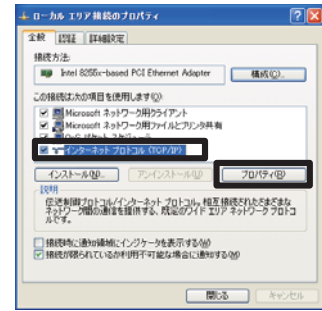 ローカル エリア接続のプロパティ
全般 認証 詳細設定
接続方法:
Intel 8255x-based PCI Ethernet Adapter 構成(C)...
この接続は次の項目を使用します(O):
Microsoft ネットワーク用クライアント
Microsoft ネットワーク用ファイルとプリンタ共有
QoS パケット スケジューラ
インターネット プロトコル (TCP/IP)
インストール(N)... アンインストール(U) プロパティ(R)
説明
伝送制御プロトコル/インターネット プロトコル。相互接続されたさまざまな
ネットワーク間の通信を提供する、既定のワイド エリア ネットワーク プロトコ
ルです。
接続時に通知領域にインジケータを表示する(W)
接続が限られているか利用不可能な場合に通知する(M)
閉じる キャンセル